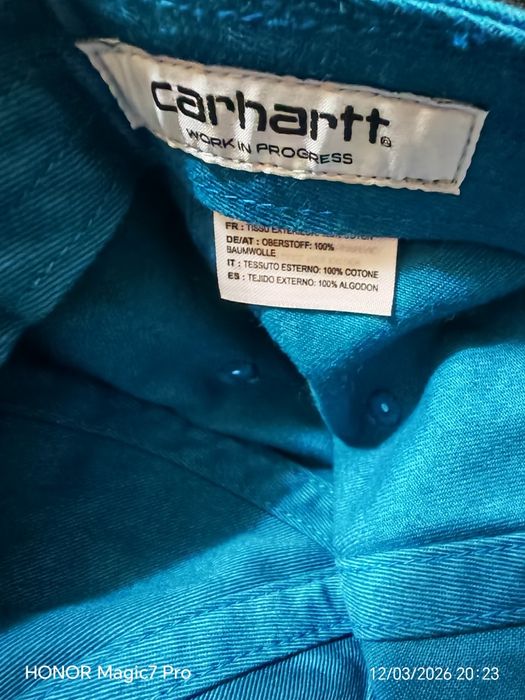 carhartt®
WORK IN PROGRESS
FR : TISSU
DE/AT : OBERSTOFF: 100%
BAUMWOLLE
IT : TESSUTO ESTERNO: 100% COTONE
ES : TEJIDO EXTERNO: 100% ALGODON
HONOR Magic7 Pro
12/03/2026 20:23